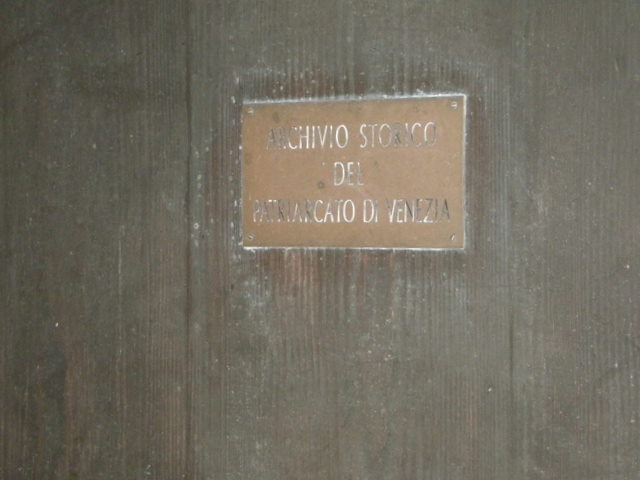 ARCHIVIO STORICO
DEL
PATRIARCATO DI VENEZIA